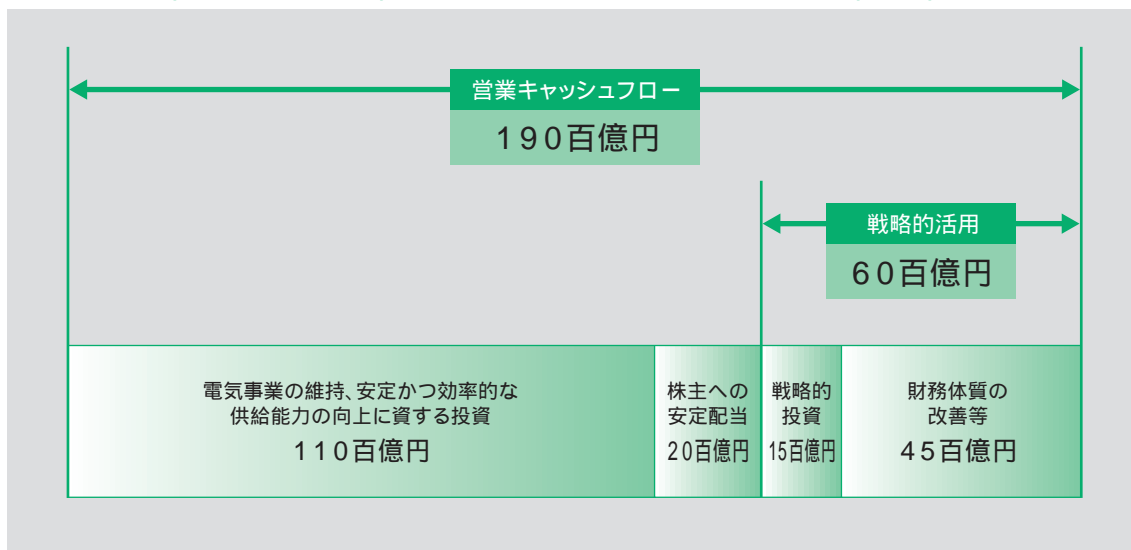 営業キャッシュフロー
190百億円
戦略的活用
60百億円
電気事業の維持、安定かつ効率的な
供給能力の向上に資する投資
110百億円
株主への
安定配当
20百億円
戦略的
投資
15百億円
財務体質の
改善等
45百億円